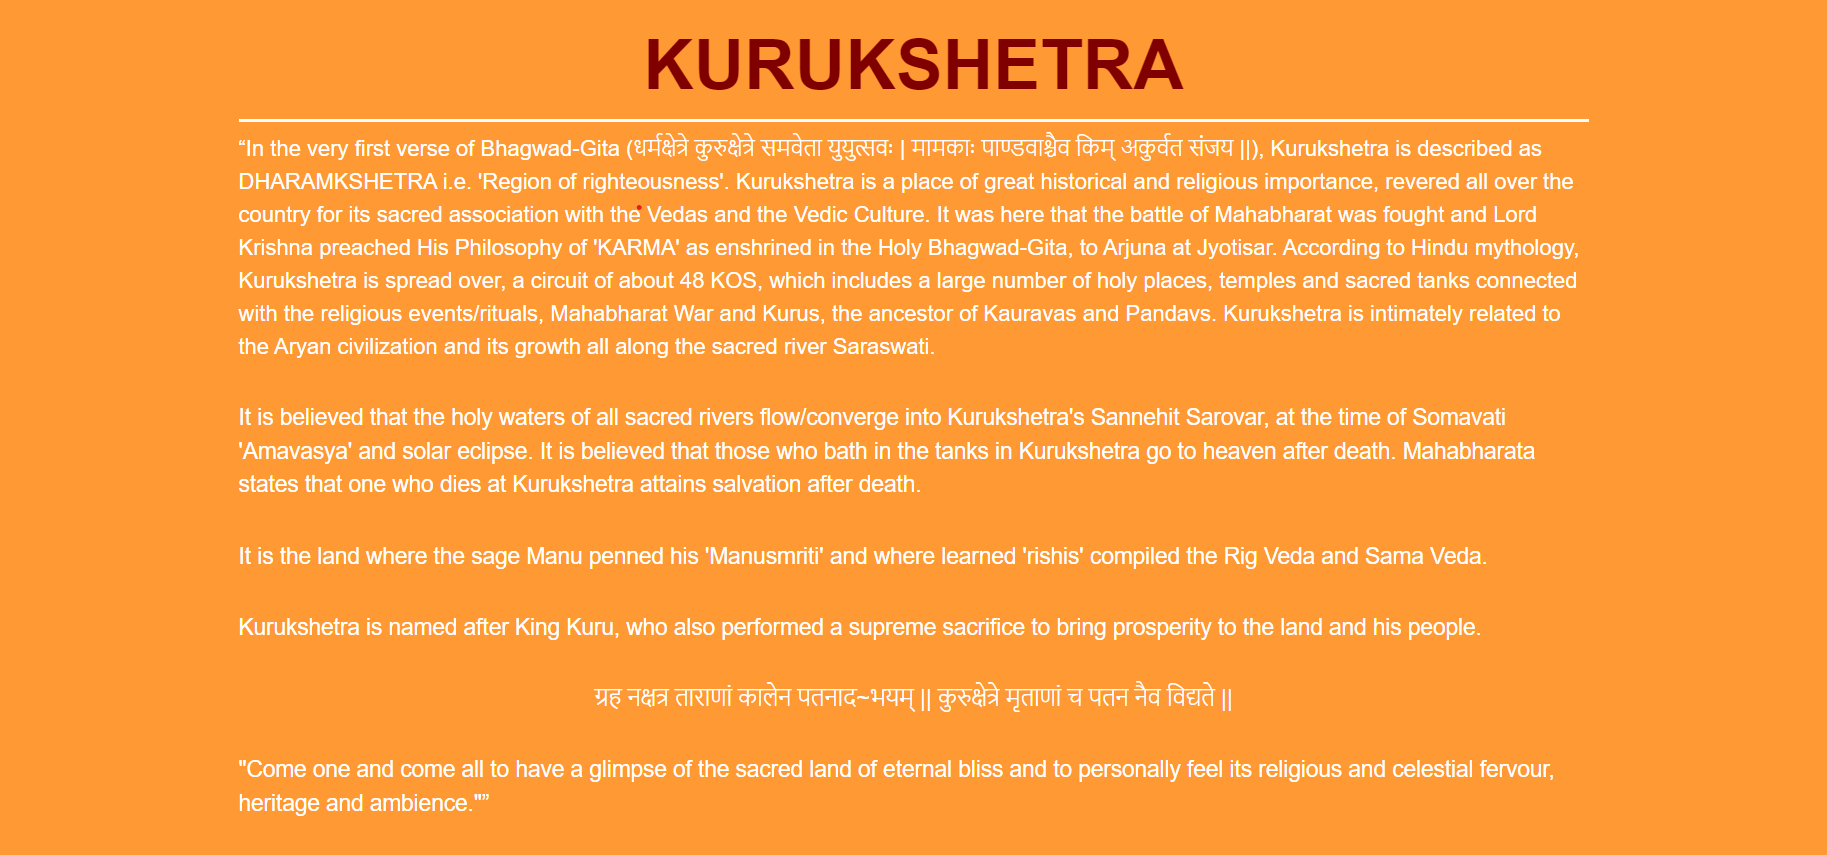 KURUKSHETRA
“In the very first verse of Bhagwad-Gita (धर्मक्षेत्रे कुरुक्षेत्रे समवेता युयुत्सवः | मामकाः पाण्डवाश्चैव किम् अकुर्वत संजय ||), Kurukshetra is described as
DHARAMKSHETRA i.e. 'Region of righteousness'. Kurukshetra is a place of great historical and religious importance, revered all over the
country for its sacred association with the Vedas and the Vedic Culture. It was here that the battle of Mahabharat was fought and Lord
Krishna preached His Philosophy of 'KARMA' as enshrined in the Holy Bhagwad-Gita, to Arjuna at Jyotisar. According to Hindu mythology,
Kurukshetra is spread over, a circuit of about 48 KOS, which includes a large number of holy places, temples and sacred tanks connected
with the religious events/rituals, Mahabharat War and Kurus, the ancestor of Kauravas and Pandavs. Kurukshetra is intimately related to
the Aryan civilization and its growth all along the sacred river Saraswati.
It is believed that the holy waters of all sacred rivers flow/converge into Kurukshetra's Sannehit Sarovar, at the time of Somavati
'Amavasya' and solar eclipse. It is believed that those who bath in the tanks in Kurukshetra go to heaven after death. Mahabharata
states that one who dies at Kurukshetra attains salvation after death.
It is the land where the sage Manu penned his 'Manusmriti' and where learned 'rishis' compiled the Rig Veda and Sama Veda.
Kurukshetra is named after King Kuru, who also performed a supreme sacrifice to bring prosperity to the land and his people.
ग्रह नक्षत्र ताराणां कालेन पतनाद~भयम् || कुरुक्षेत्रे मृताणां च पतन नैव विद्यते ||
"Come one and come all to have a glimpse of the sacred land of eternal bliss and to personally feel its religious and celestial fervour,
heritage and ambience."”